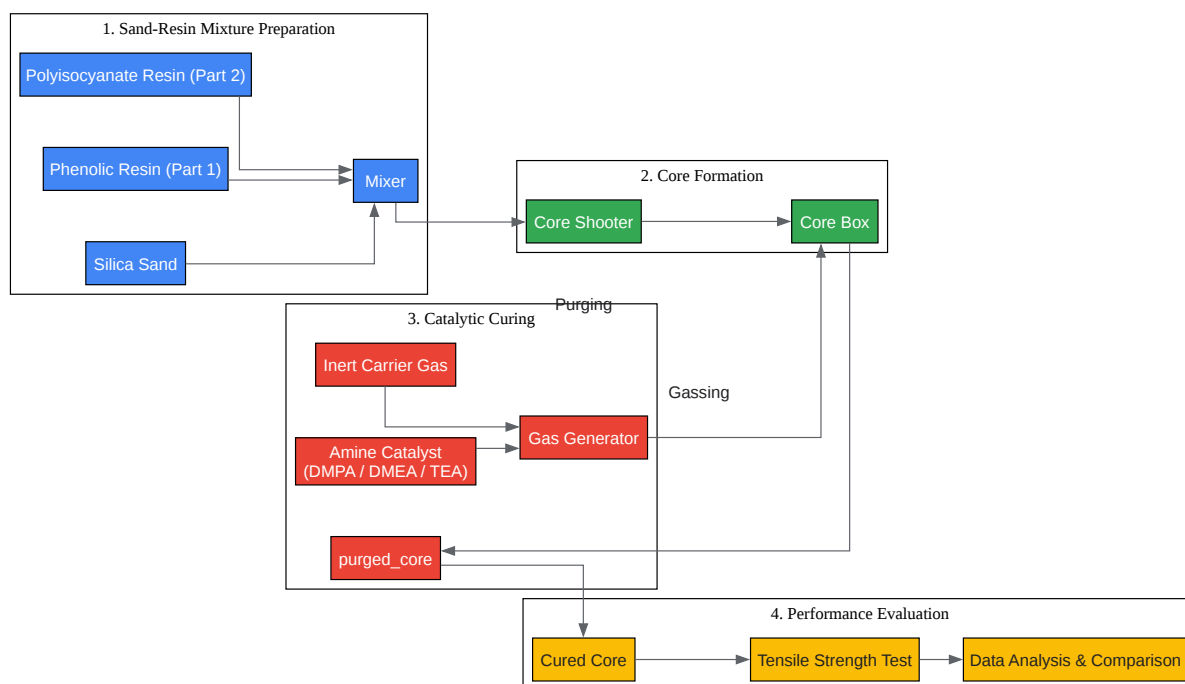 1. Sand-Resin Mixture Preparation
Polyisocyanate Resin (Part 2)
Phenolic Resin (Part 1)
Mixer
Silica Sand
2. Core Formation
Core Shooter
Core Box
Purging
3. Catalytic Curing
Inert Carrier Gas
Gassing
Gas Generator
Amine Catalyst
(DMPA / DMEA / TEA)
purged_core
4. Performance Evaluation
Cured Core
Tensile Strength Test
Data Analysis & Comparison